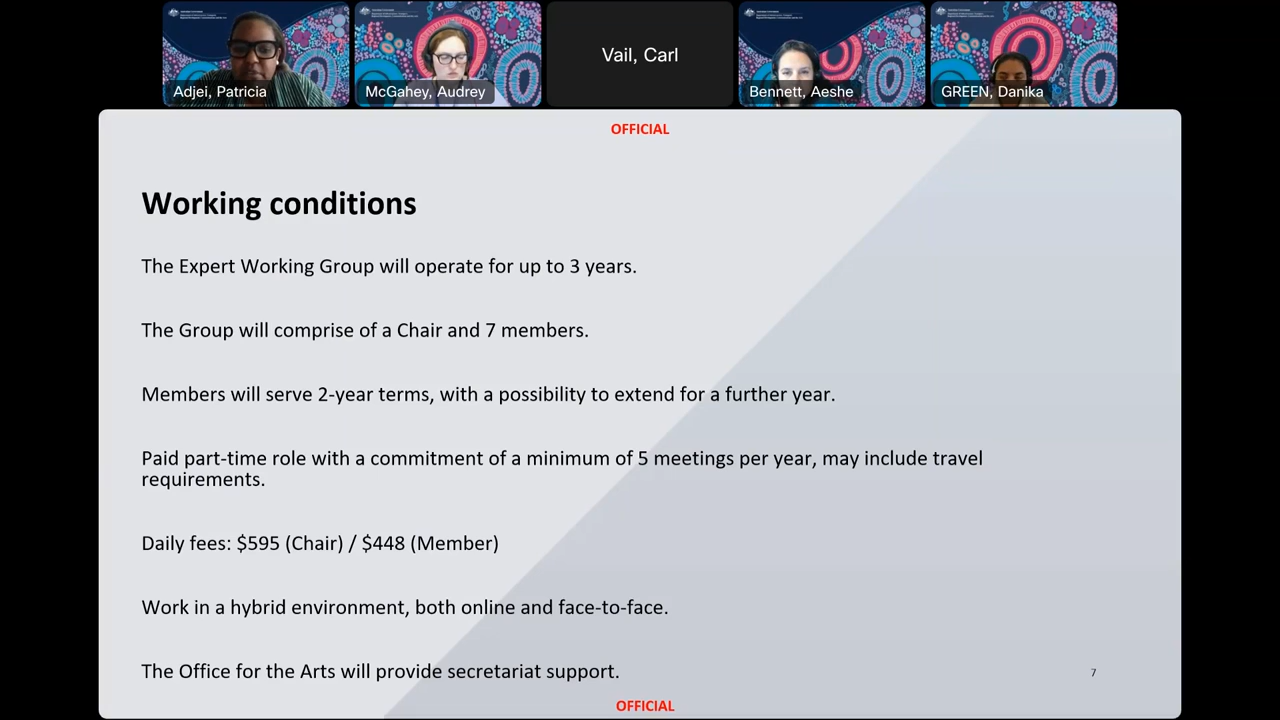 Adjei, Patricia
McGahey, Audrey
Vail, Carl
Bennett, Aeshe
GREEN, Danika
OFFICIAL
Working conditions
The Expert Working Group will operate for up to 3 years.
The Group will comprise of a Chair and 7 members.
Members will serve 2-year terms, with a possibility to extend for a further year.
Paid part-time role with a commitment of a minimum of 5 meetings per year, may include travel
requirements.
Daily fees: $595 (Chair) / $448 (Member)
Work in a hybrid environment, both online and face-to-face.
The Office for the Arts will provide secretariat support.
7
OFFICIAL